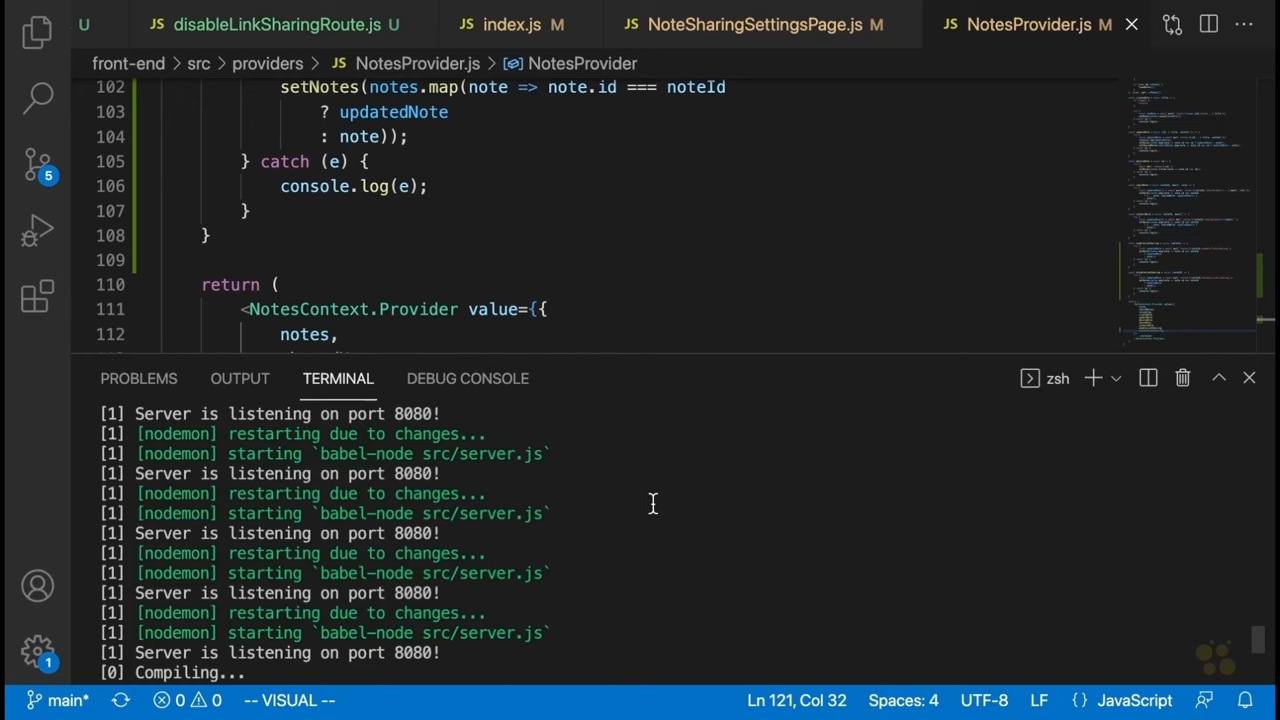 U
JS disableLinkSharingRoute.js U
JS index.js M
JS NoteSharingSettingsPage.js M
JS NotesProvider.js M
front-end > src > providers > JS NotesProvider.js > NotesProvider
102 setNotes(notes.map(note => note.id === noteId
103 ? updatedNote
104 : note));
105 } catch (e) {
106 console.log(e);
107 }
108 }
109
110 return (
111 <NotesContext.Provider value={{
112 notes,
PROBLEMS OUTPUT TERMINAL DEBUG CONSOLE zsh
[1] Server is listening on port 8080!
[1] [nodemon] restarting due to changes...
[1] [nodemon] starting `babel-node src/server.js`
[1] Server is listening on port 8080!
[1] [nodemon] restarting due to changes...
[1] [nodemon] starting `babel-node src/server.js`
[1] Server is listening on port 8080!
[1] [nodemon] restarting due to changes...
[1] [nodemon] starting `babel-node src/server.js`
[1] Server is listening on port 8080!
[1] [nodemon] restarting due to changes...
[1] [nodemon] starting `babel-node src/server.js`
[1] Server is listening on port 8080!
[0] Compiling...
5
1
main* 0 0 -- VISUAL -- Ln 121, Col 32 Spaces: 4 UTF-8 LF {} JavaScript